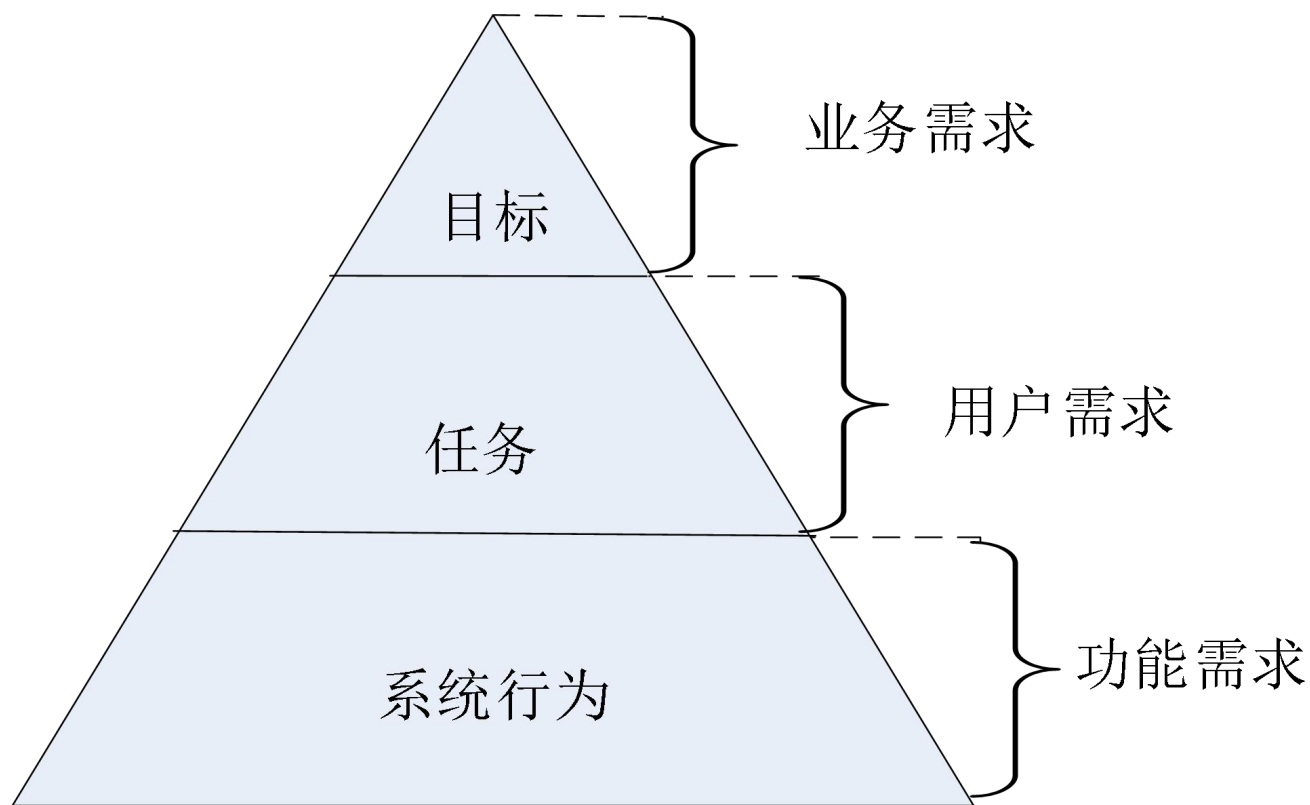 业务需求
目标
用户需求
任务
功能需求
系统行为